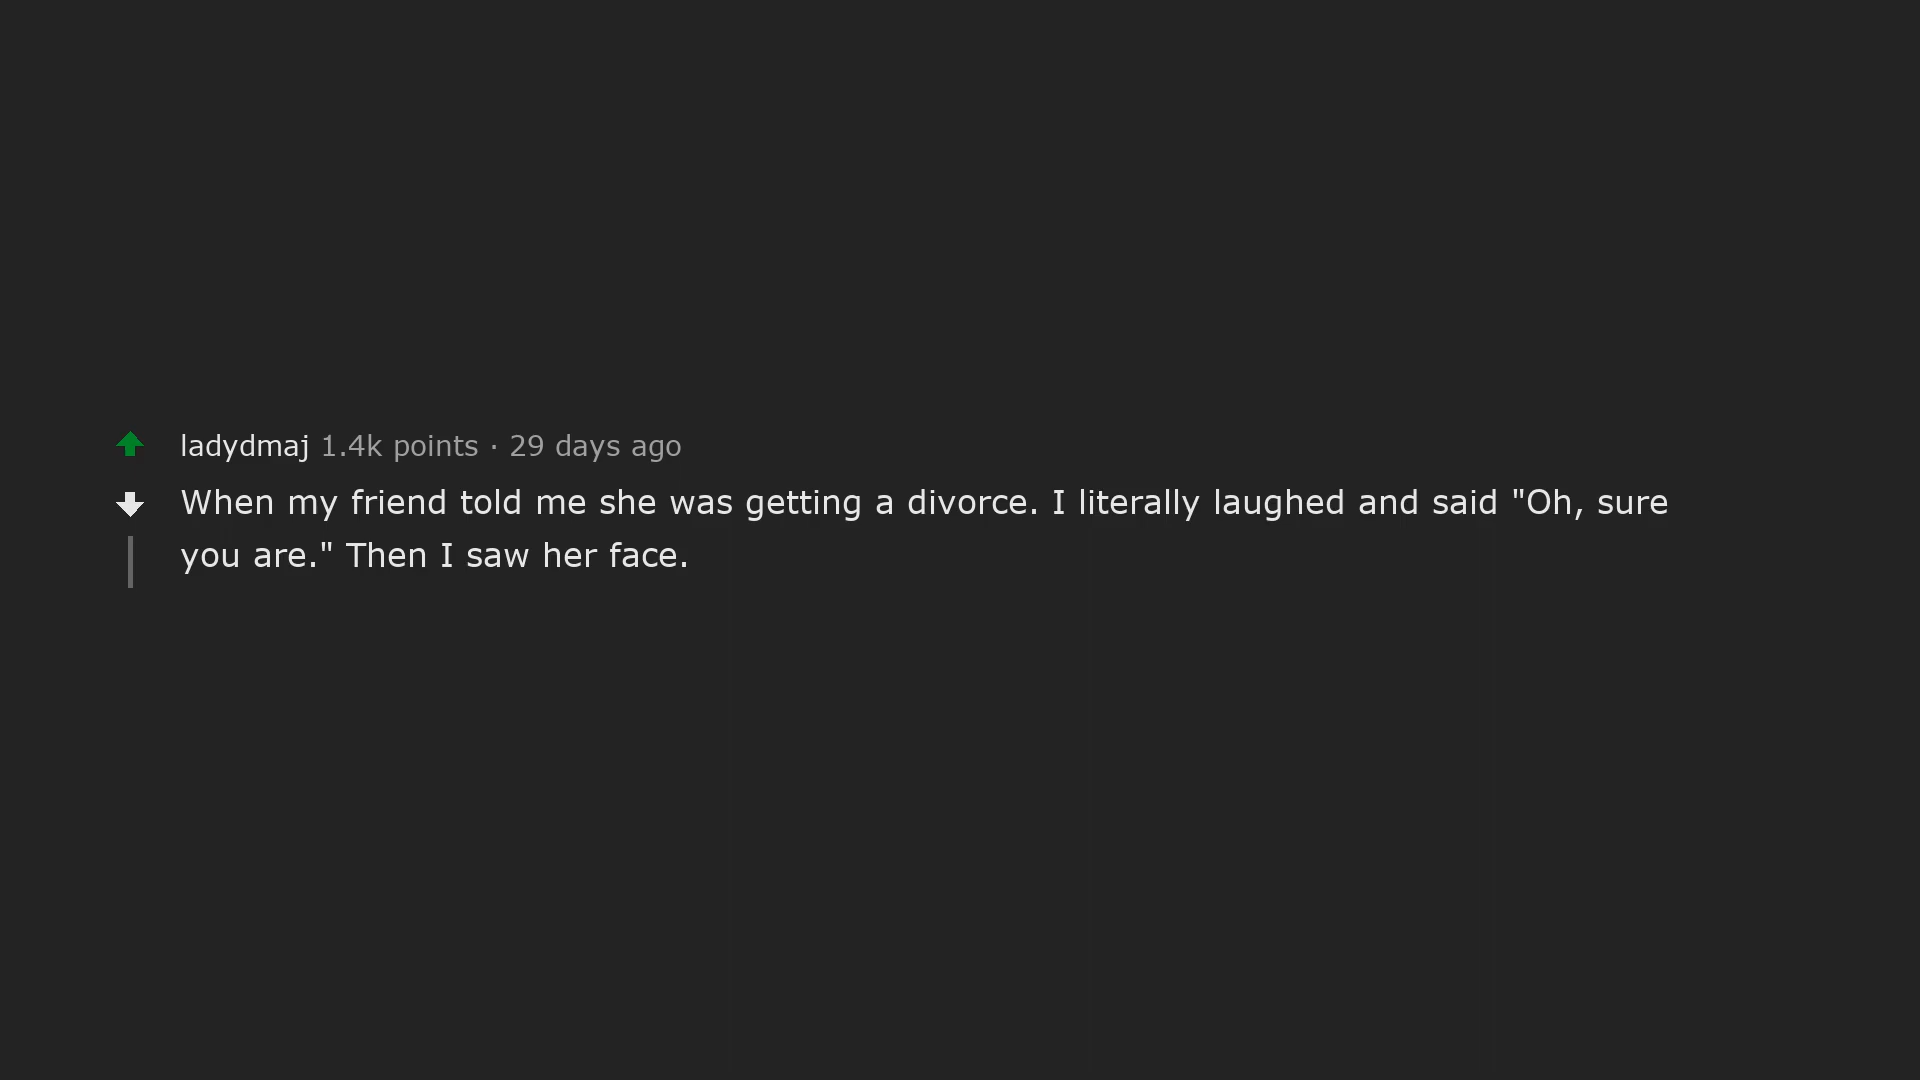 ladydmaj 1.4k points · 29 days ago
When my friend told me she was getting a divorce. I literally laughed and said "Oh, sure
you are." Then I saw her face.